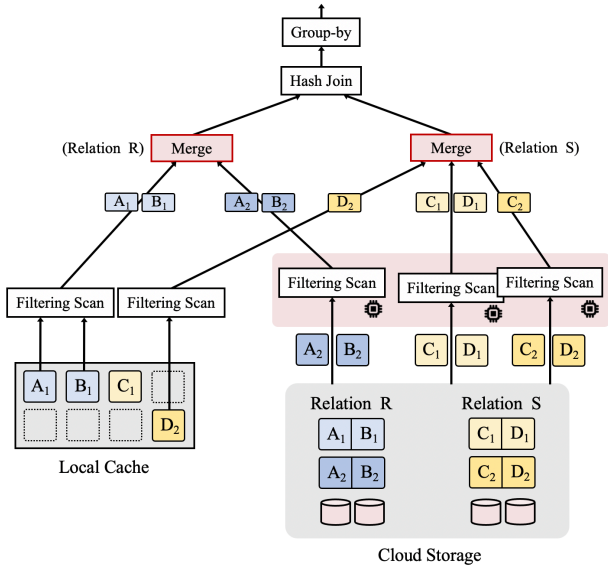 Group-by
Hash Join
(Relation R)
Merge
Merge
(Relation S)
A₁ B₁
A₂ B₂
D₂
C₁ D₁
C₂
Filtering Scan
Filtering Scan
Filtering Scan
Filtering Scan
Filtering Scan
A₂ B₂
C₁ D₁
C₂ D₂
A₁ B₁ C₁
D₂
Local Cache
Relation R
Relation S
A₁ B₁
C₁ D₁
A₂ B₂
C₂ D₂
Cloud Storage